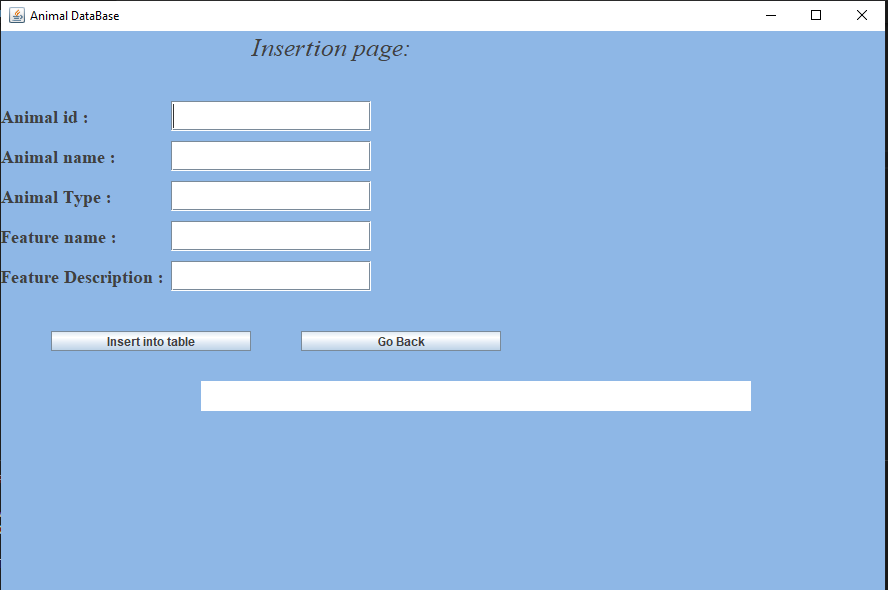 Animal DataBase
Insertion page:
Animal id :
Animal name :
Animal Type :
Feature name :
Feature Description :
Insert into table Go Back